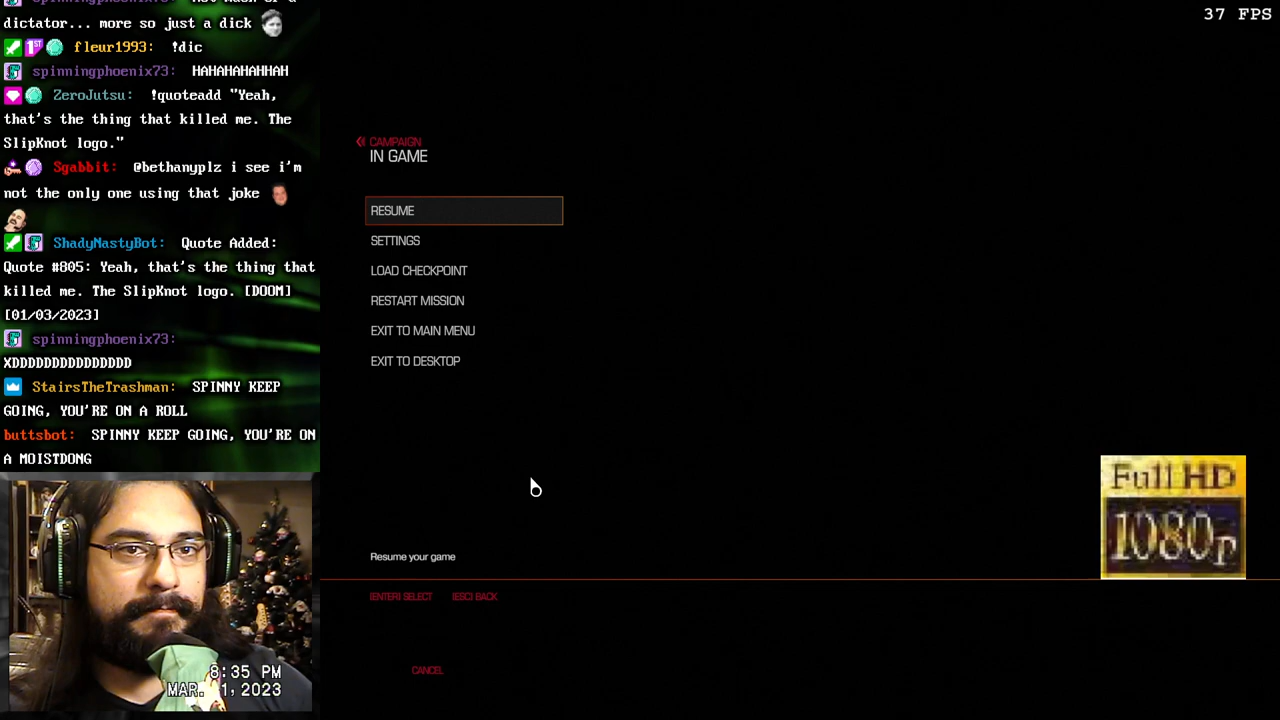 dictator... more so just a dick
fleur1993: !dic
spinningphoenix73: HAHAHAHAHHAH
ZeroJutsu: !quoteadd "Yeah,
that's the thing that killed me. The
SlipKnot logo."
Sgabbit: @bethanyplz i see i'm
not the only one using that joke
ShadyNastyBot: Quote Added:
Quote #805: Yeah, that's the thing that
killed me. The SlipKnot logo. [DOOM]
[01/03/2023]
spinningphoenix73:
XDDDDDDDDDDDDDDD
StairsTheTrashman: SPINNY KEEP
GOING, YOU'RE ON A ROLL
buttsbot: SPINNY KEEP GOING, YOU'RE ON
A MOISTDONG
8:35 PM
MAR. 1, 2023
37 FPS
CAMPAIGN
IN GAME
RESUME
SETTINGS
LOAD CHECKPOINT
RESTART MISSION
EXIT TO MAIN MENU
EXIT TO DESKTOP
Full HD
1080p
Resume your game
[ENTER] SELECT [ESC] BACK
CANCEL